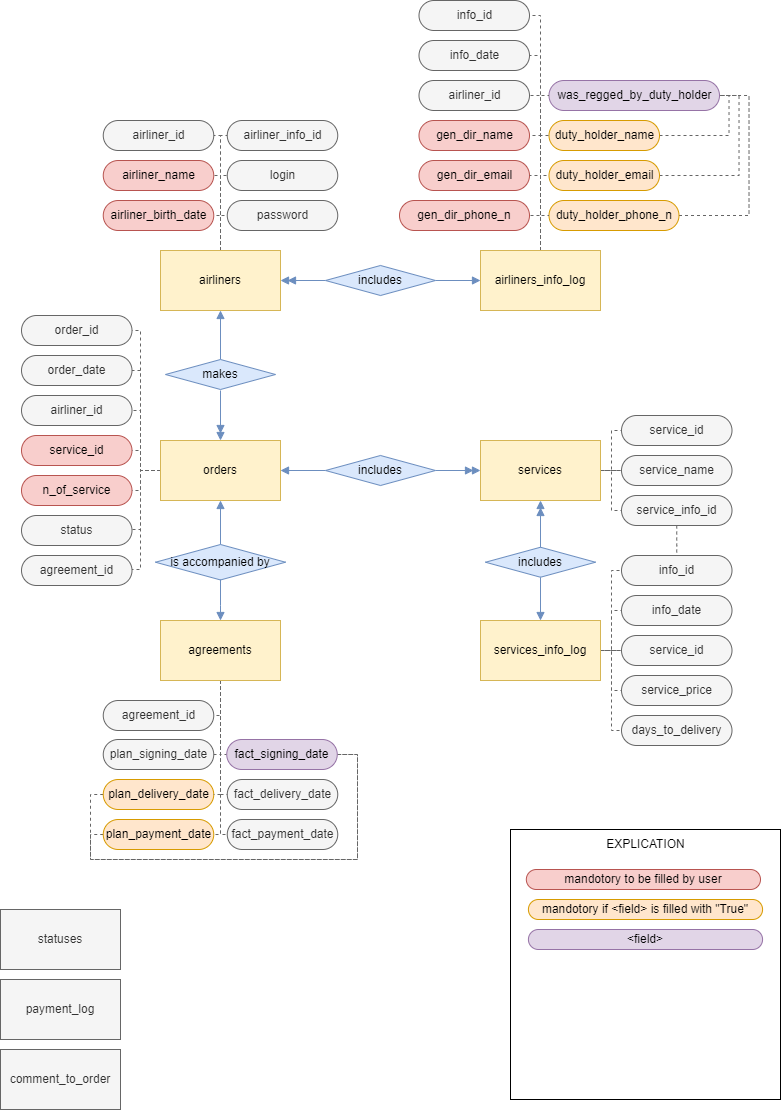 info_id
info_date
airliner_id
was_regged_by_duty_holder
gen_dir_name
duty_holder_name
gen_dir_email
duty_holder_email
gen_dir_phone_n
duty_holder_phone_n
airliner_id
airliner_info_id
airliner_name
login
airliner_birth_date
password
airliners
includes
airliners_info_log
makes
order_id
order_date
airliner_id
service_id
n_of_service
status
agreement_id
orders
includes
services
service_id
service_name
service_info_id
is accompanied by
includes
info_id
info_date
service_id
service_price
days_to_delivery
agreements
services_info_log
agreement_id
plan_signing_date
fact_signing_date
plan_delivery_date
fact_delivery_date
plan_payment_date
fact_payment_date
EXPLICATION
mandotory to be filled by user
mandotory if <field> is filled with "True"
<field>
statuses
payment_log
comment_to_order